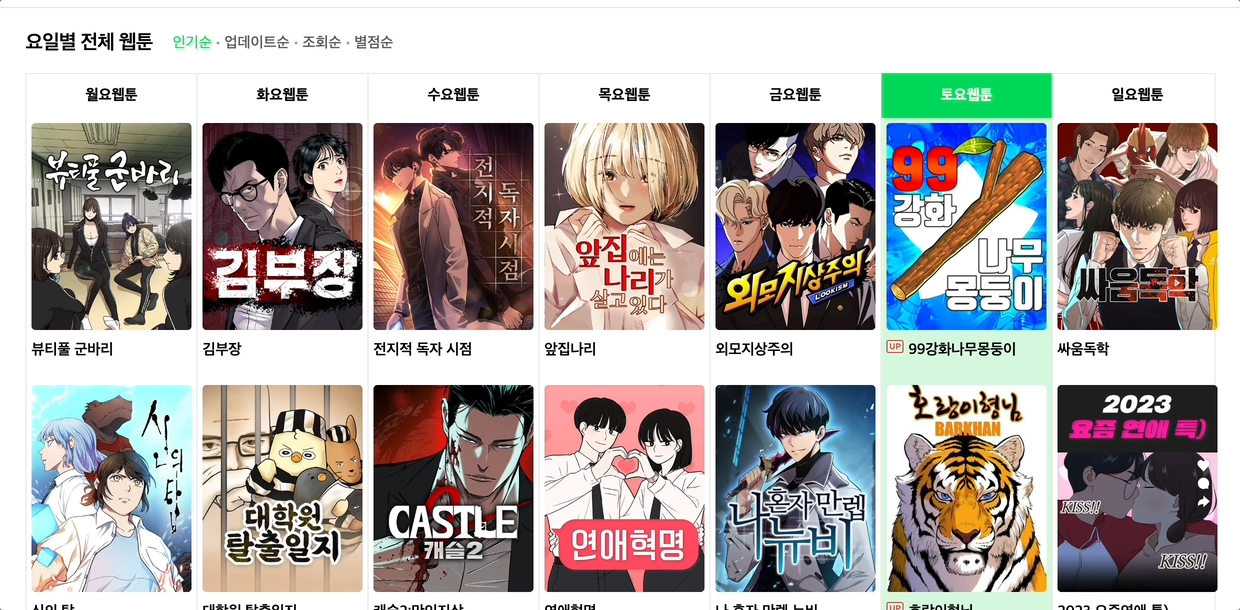 요일별 전체 웹툰
인기순 • 업데이트순 • 조회순 • 별점순
월요웹툰 화요웹툰 수요웹툰 목요웹툰 금요웹툰 토요웹툰 일요웹툰
뷰티풀 군바리
김부장
전지적
독자시점
앞집에는
나리가
살고있다
외모지상주의
LOOKISM
99
강화
나무
몽둥이
싸움독학
뷰티풀 군바리 김부장 전지적 독자 시점 앞집나리 외모지상주의 UP 99강화나무몽둥이 싸움독학
신의 탑
대학원
탈출일지
CASTLE
캐슬2
연애혁명
나 혼자 만렙
뉴비
호랑이형님
BARKHAN
2023
요즘 연애 특)
KISS!!
KISS!!
신의 탑 대학원 탈출일지 캐슬2:만인지상 연애혁명 나 혼자 만렙 뉴비 UP 호랑이형님 2023 요즘연애 특)